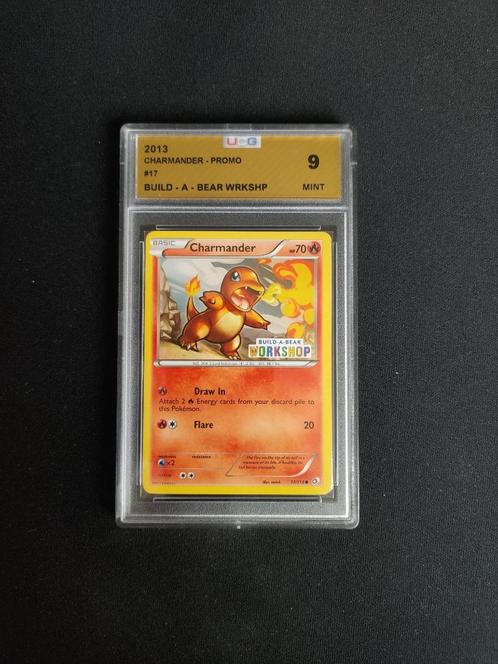 UCG
2013
CHARMANDER - PROMO
#17
BUILD - A - BEAR WRKSHP
9
MINT
BASIC
Charmander
HP70
BUILD-A-BEAR
WORKSHOP
Draw In
Attach 2 Energy cards from your discard pile to
this Pokémon.
Flare 20
×2